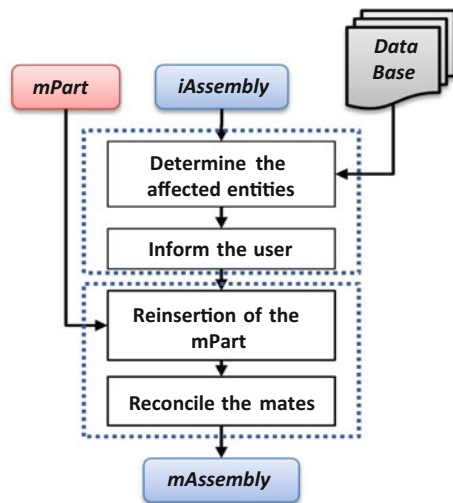 Data
Base
mPart
iAssembly
Determine the
affected entities
Inform the user
Reinsertion of the
mPart
Reconcile the mates
mAssembly